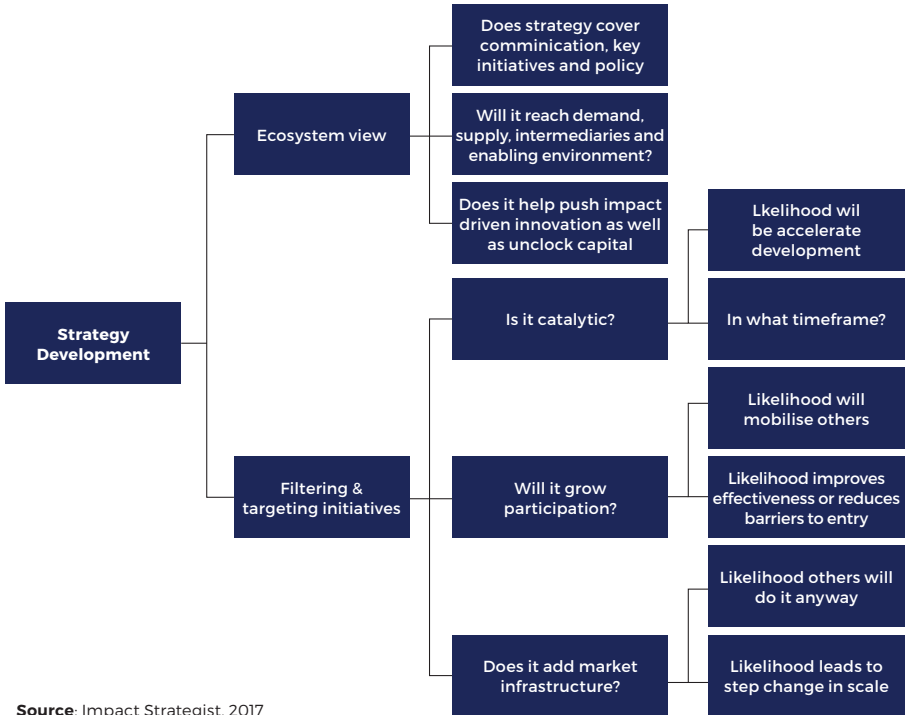 Does strategy cover
comminication, key
initiatives and policy
Ecosystem view
Will it reach demand,
supply, intermediaries and
enabling environment?
Does it help push impact
driven innovation as well
as unclock capital
Lkelihood wil
be accelerate
development
Strategy
Development
Is it catalytic?
In what timeframe?
Likelihood will
mobilise others
Filtering &
targeting initiatives
Will it grow
participation?
Likelihood improves
effectiveness or reduces
barriers to entry
Likelihood others will
do it anyway
Does it add market
infrastructure?
Likelihood leads to
step change in scale
Source: Impact Strategist, 2017